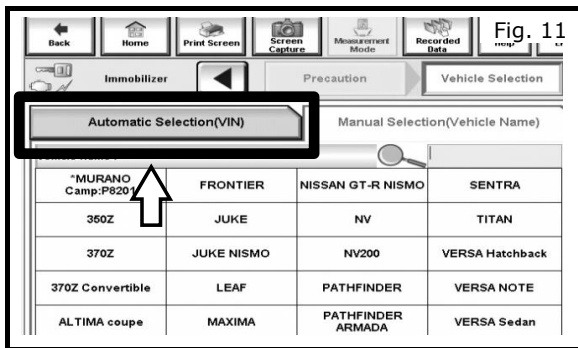 Fig. 11
Back
Home
Print Screen
Screen
Capture
Measurement
Mode
Recorded
Data
Help
Immobilizer
Precaution
Vehicle Selection
Automatic Selection(VIN)
Manual Selection(Vehicle Name)
*MURANO
Camp:P8201
FRONTIER
NISSAN GT-R NISMO
SENTRA
350Z
JUKE
NV
TITAN
370Z
JUKE NISMO
NV200
VERSA Hatchback
370Z Convertible
LEAF
PATHFINDER
VERSA NOTE
ALTIMA coupe
MAXIMA
PATHFINDER
ARMADA
VERSA Sedan